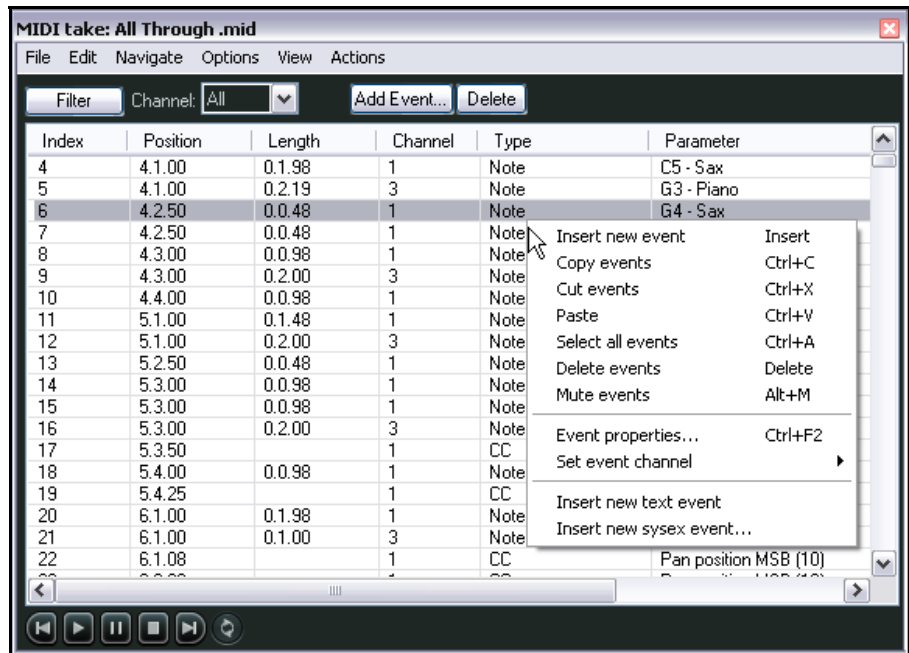 MIDI take: All Through .mid
File Edit Navigate Options View Actions
Filter Channel: All Add Event... Delete
Index Position Length Channel Type Parameter
4 4.1.00 0.1.98 1 Note C5 - Sax
5 4.1.00 0.2.19 3 Note G3 - Piano
6 4.2.50 0.0.48 1 Note G4 - Sax
7 4.2.50 0.0.48 1 Note
8 4.3.00 0.0.98 1 Note
9 4.3.00 0.2.00 3 Note
10 4.4.00 0.0.98 1 Note
11 5.1.00 0.1.48 1 Note
12 5.1.00 0.2.00 3 Note
13 5.2.50 0.0.48 1 Note
14 5.3.00 0.0.98 1 Note
15 5.3.00 0.0.98 1 Note
16 5.3.00 0.2.00 3 Note
17 5.3.50 1 CC
18 5.4.00 0.0.98 1 Note
19 5.4.25 1 CC
20 6.1.00 0.1.98 1 Note
21 6.1.00 0.1.00 3 Note
22 6.1.08 1 CC Pan position MSB (10)
Insert new event Insert
Copy events Ctrl+C
Cut events Ctrl+X
Paste Ctrl+V
Select all events Ctrl+A
Delete events Delete
Mute events Alt+M
Event properties... Ctrl+F2
Set event channel
Insert new text event
Insert new sysex event...